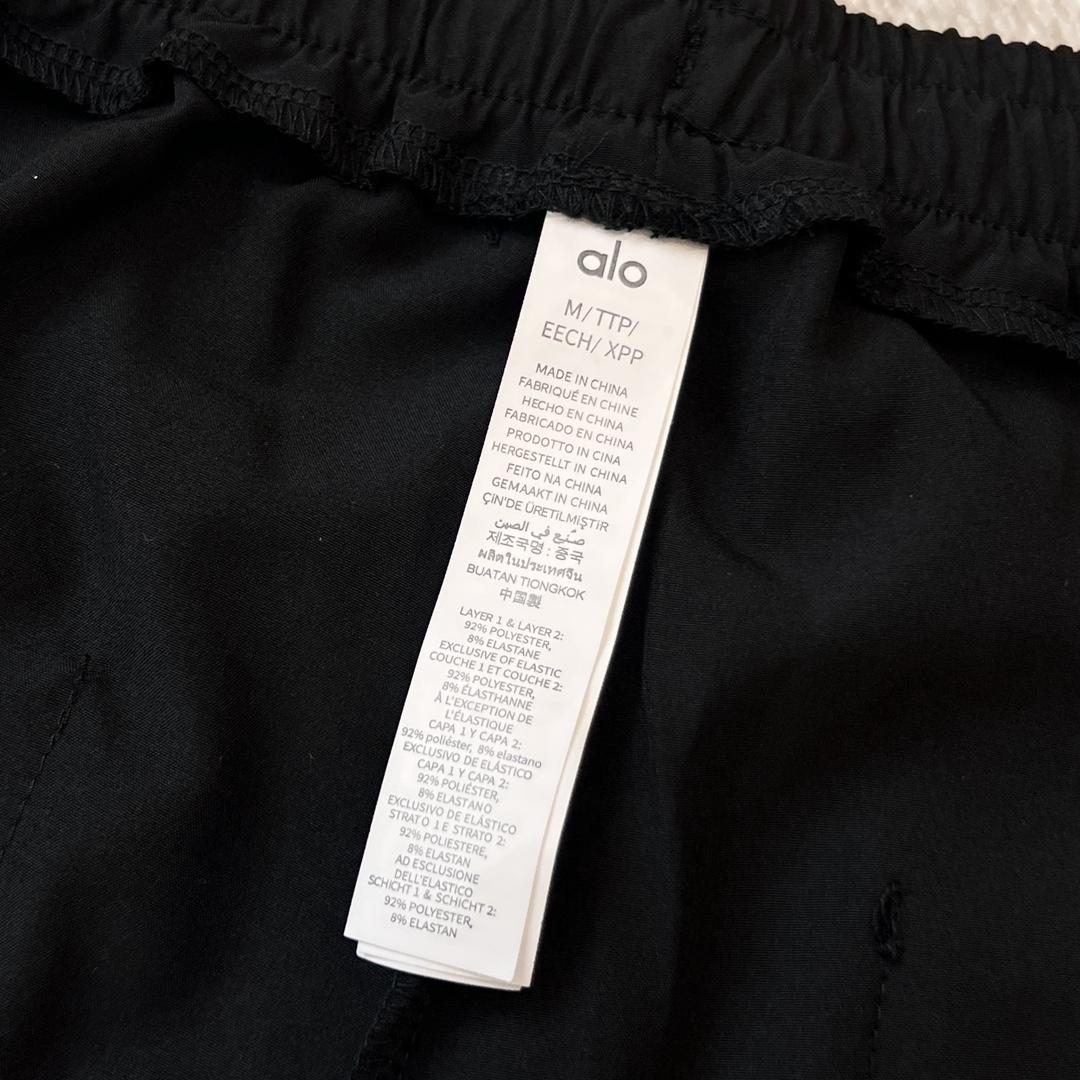 alo
M/ TTP/
EECH/ XPP
MADE IN CHINA
FABRIQUÉ EN CHINE
HECHO EN CHINA
FABRICADO EN CHINA
PRODOTTO IN CINA
HERGESTELLT IN CHINA
FEITO NA CHINA
GEMAAKT IN CHINA
ÇİN'DE ÜRETİLMİŞTİR
صنع في الصين
제조국명 : 중국
ผลิตในประเทศจีน
BUATAN TIONGKOK
中国製
LAYER 1 & LAYER 2:
92% POLYESTER,
8% ELASTANE
EXCLUSIVE OF ELASTIC
COUCHE 1 ET COUCHE 2:
92% POLYESTER,
8% ÉLASTHANNE
À L'EXCEPTION DE
L'ÉLASTIQUE
CAPA 1 Y CAPA 2:
92% poliéster, 8% elastano
EXCLUSIVO DE ELÁSTICO
CAPA 1 Y CAPA 2:
92% POLIÉSTER,
8% ELASTANO
EXCLUSIVO DE ELÁSTICO
STRATO 1 E STRATO 2:
92% POLIESTERE,
8% ELASTAN
AD ESCLUSIONE
DELL'ELASTICO
SCHICHT 1 & SCHICHT 2:
92% POLYESTER,
8% ELASTAN